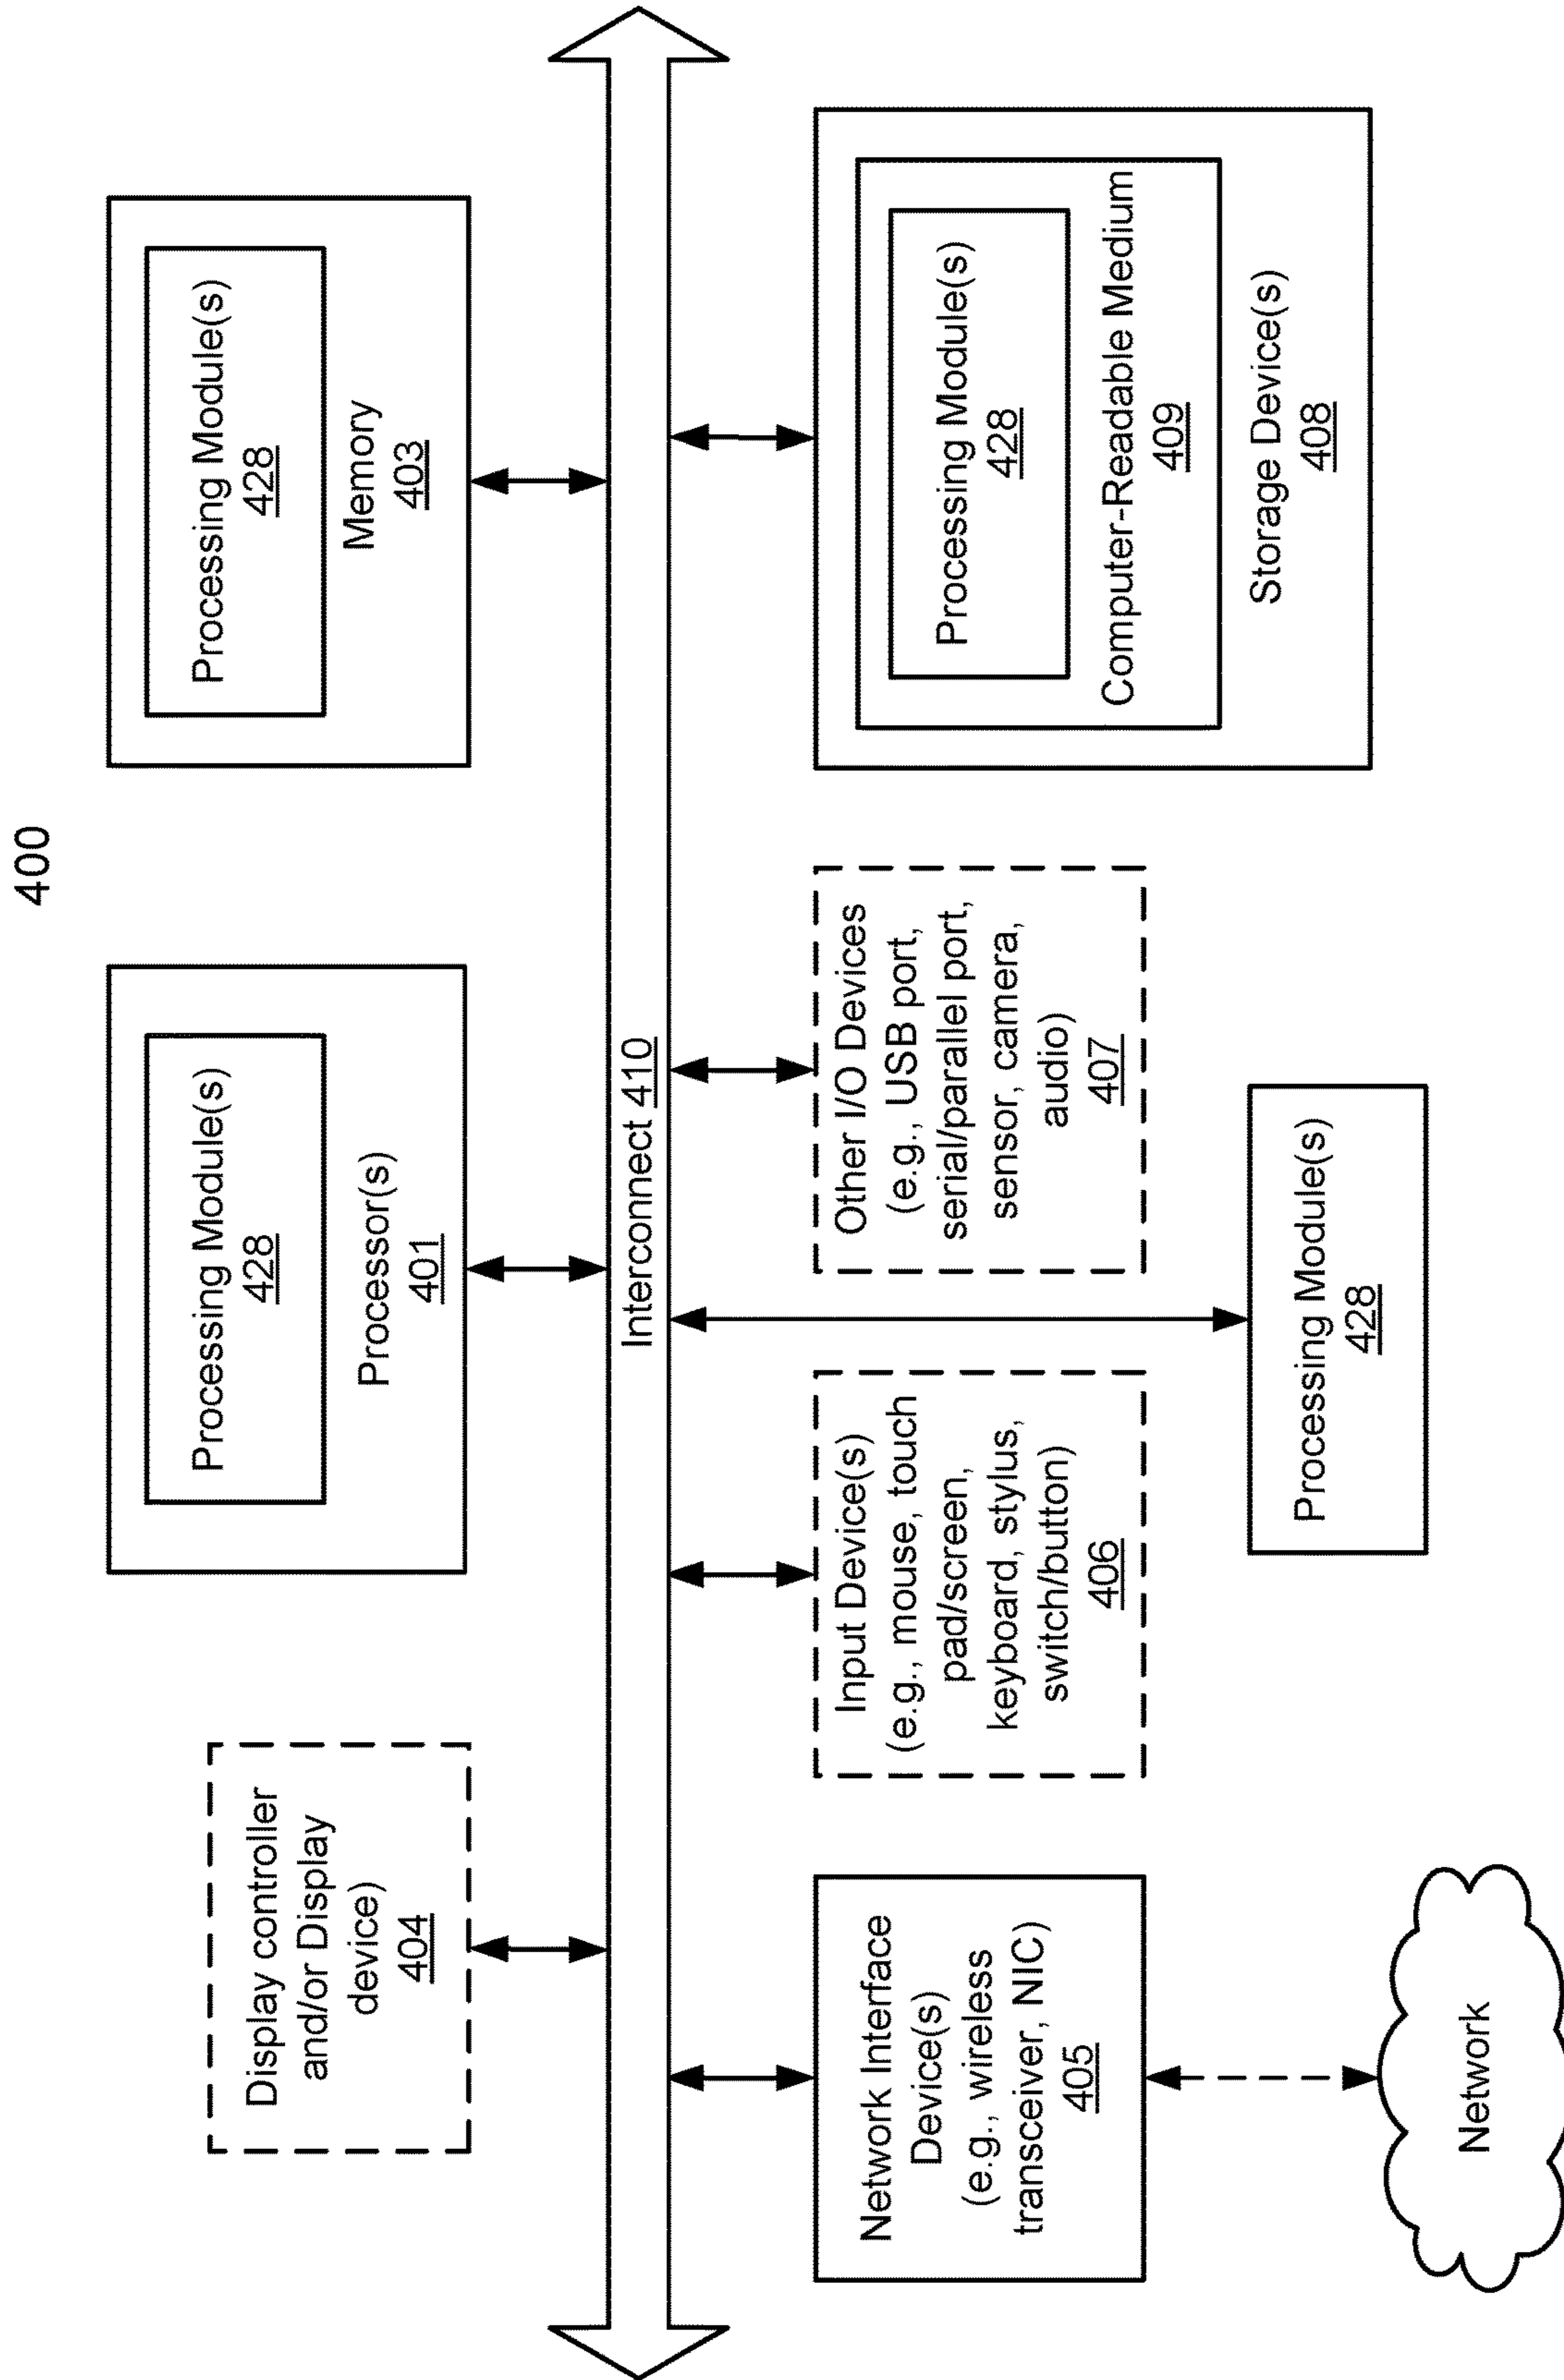 400
Display controller
and/or Display
device)
404
Processing Module(s)
428
Processor(s)
401
Processing Module(s)
428
Memory
403
Interconnect 410
Network Interface
Device(s)
(e.g., wireless
transceiver, NIC)
405
Input Device(s)
(e.g., mouse, touch
pad/screen,
keyboard, stylus,
switch/button)
406
Other I/O Devices
(e.g., USB port,
serial/parallel port,
sensor, camera,
audio)
407
Processing Module(s)
428
Computer-Readable Medium
409
Storage Device(s)
408
Processing Module(s)
428
Network